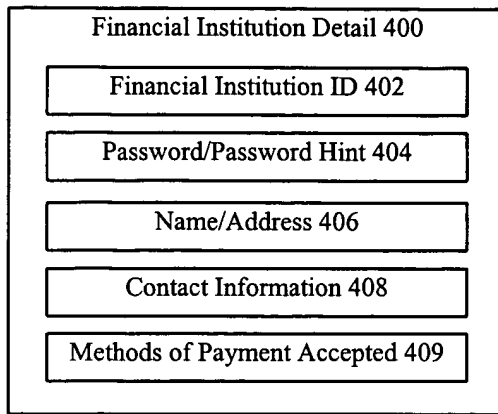 Financial Institution Detail 400
Financial Institution ID 402
Password/Password Hint 404
Name/Address 406
Contact Information 408
Methods of Payment Accepted 409